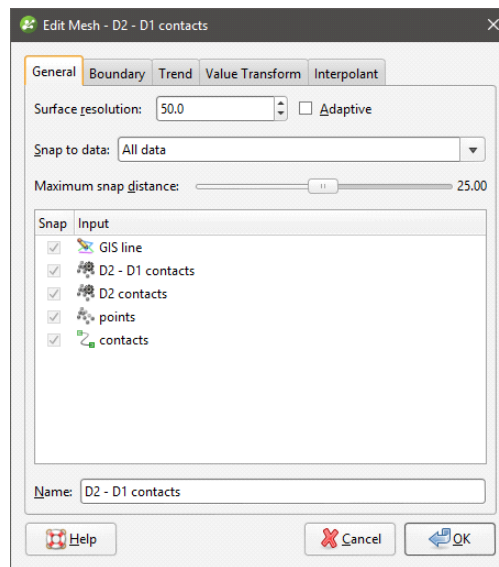 Edit Mesh - D2 - D1 contacts
General Boundary Trend Value Transform Interpolant
Surface resolution: 50.0 Adaptive
Snap to data: All data
Maximum snap distance: 25.00
Snap Input
GIS line
D2 - D1 contacts
D2 contacts
points
contacts
Name: D2 - D1 contacts
Help Cancel OK